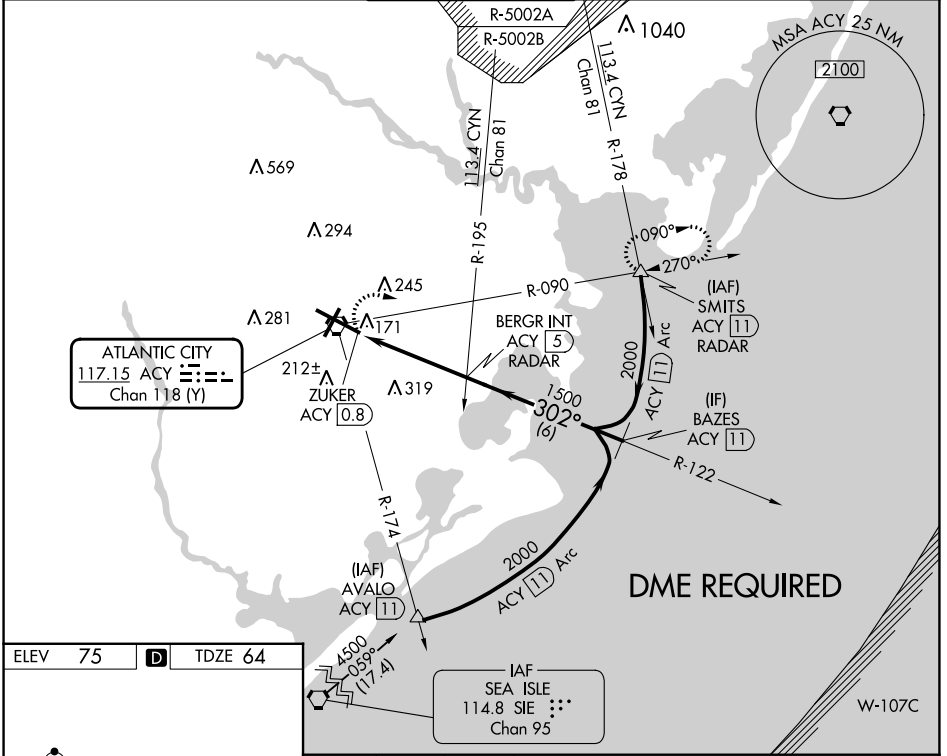 R-5002A
R-5002B
1040
MSA ACY 25 NM
2100
113.4 CYN
Chan 81
R-178
113.4 CYN
Chan 81
R-195
569
294
245
281
171
212±
319
090°
270°
R-090
(IAF)
SMITS
ACY 11
RADAR
BERGR INT
ACY 5
RADAR
ATLANTIC CITY
117.15 ACY
Chan 118 (Y)
ZUKER
ACY 0.8
2000
ACY 11 Arc
1500
302°
(6)
(IF)
BAZES
ACY 11
R-122
R-174
(IAF)
AVALO
ACY 11
2000
ACY 11 Arc
DME REQUIRED
4500
059°
(17.4)
IAF
SEA ISLE
114.8 SIE
Chan 95
W-107C
ELEV 75 D TDZE 64